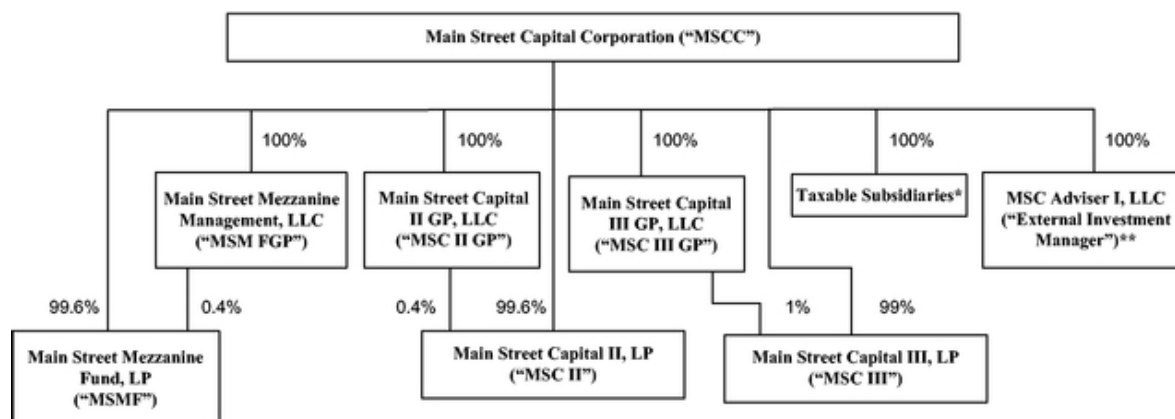 Main Street Capital Corporation (“MSCC”)
100%
100%
100%
100%
100%
Main Street Mezzanine
Management, LLC
(“MSM FGP”)
Main Street Capital
II GP, LLC
(“MSC II GP”)
Main Street Capital
III GP, LLC
(“MSC III GP”)
Taxable Subsidiaries*
MSC Adviser I, LLC
(“External Investment
Manager”)**
99.6%
0.4%
0.4%
99.6%
1%
99%
Main Street Mezzanine
Fund, LP
(“MSMF”)
Main Street Capital II, LP
(“MSC II”)
Main Street Capital III, LP
(“MSC III”)